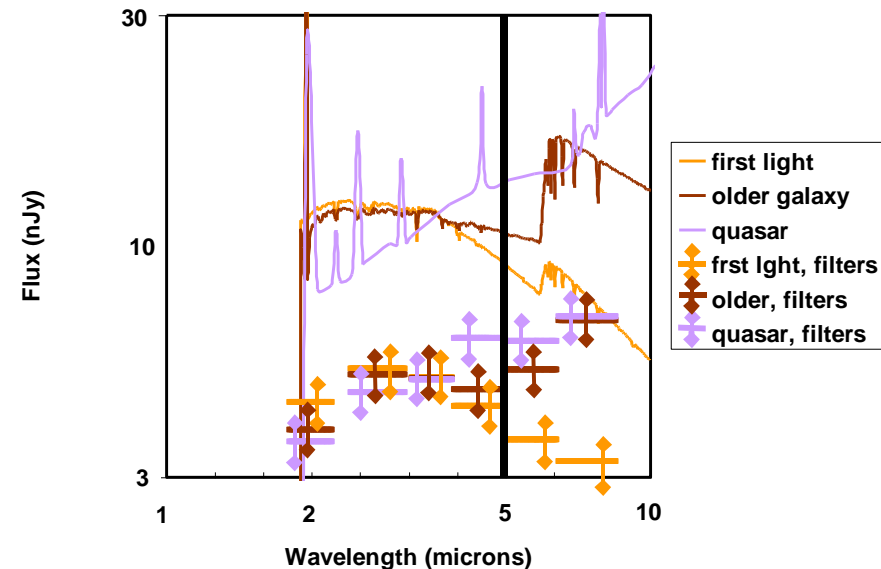 30
10
3
Flux (nJy)
1
2
5
10
Wavelength (microns)
first light
older galaxy
quasar
frst lght, filters
older, filters
quasar, filters